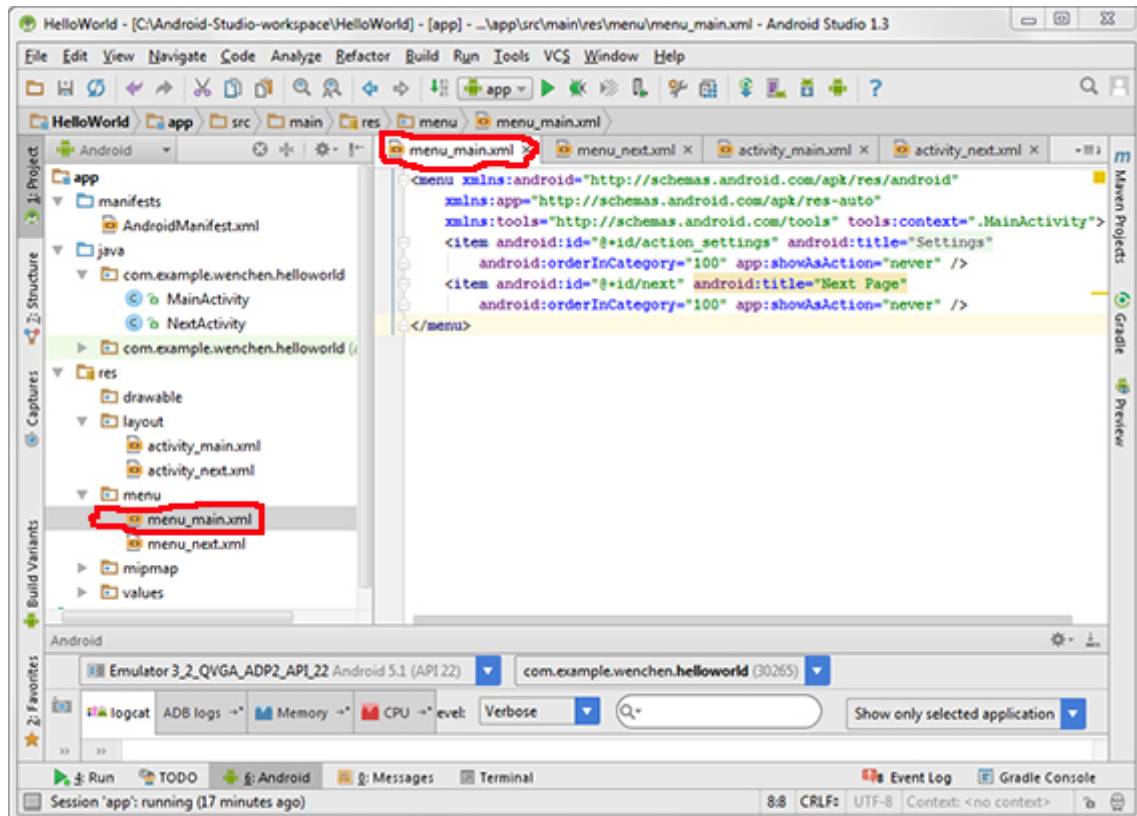 HelloWorld - [C:\Android-Studio-workspace\HelloWorld] - [app] - ...\app\src\main\res\menu\menu_main.xml - Android Studio 1.3
File Edit View Navigate Code Analyze Refactor Build Run Tools VCS Window Help
app
HelloWorld app src main res menu menu_main.xml
Android
menu_main.xml menu_next.xml activity_main.xml activity_next.xml
1: Project
2: Structure
Captures
Build Variants
2: Favorites
app
manifests
AndroidManifest.xml
java
com.example.wenchen.helloworld
MainActivity
NextActivity
com.example.wenchen.helloworld
res
drawable
layout
activity_main.xml
activity_next.xml
menu
menu_main.xml
menu_next.xml
mipmap
values
<menu xmlns:android="http://schemas.android.com/apk/res/android"
xmlns:app="http://schemas.android.com/apk/res-auto"
xmlns:tools="http://schemas.android.com/tools" tools:context=".MainActivity">
<item android:id="@+id/action_settings" android:title="Settings"
android:orderInCategory="100" app:showAsAction="never" />
<item android:id="@+id/next" android:title="Next Page"
android:orderInCategory="100" app:showAsAction="never" />
</menu>
Maven Projects
Gradle
Preview
Android
Emulator 3_2_QVGA_ADP2_API_22 Android 5.1 (API 22) com.example.wenchen.helloworld (30265)
logcat ADB logs Memory CPU evel: Verbose Show only selected application
4: Run TODO 6: Android 0: Messages Terminal Event Log Gradle Console
Session 'app': running (17 minutes ago) 8:8 CRLF UTF-8 Context: <no context>